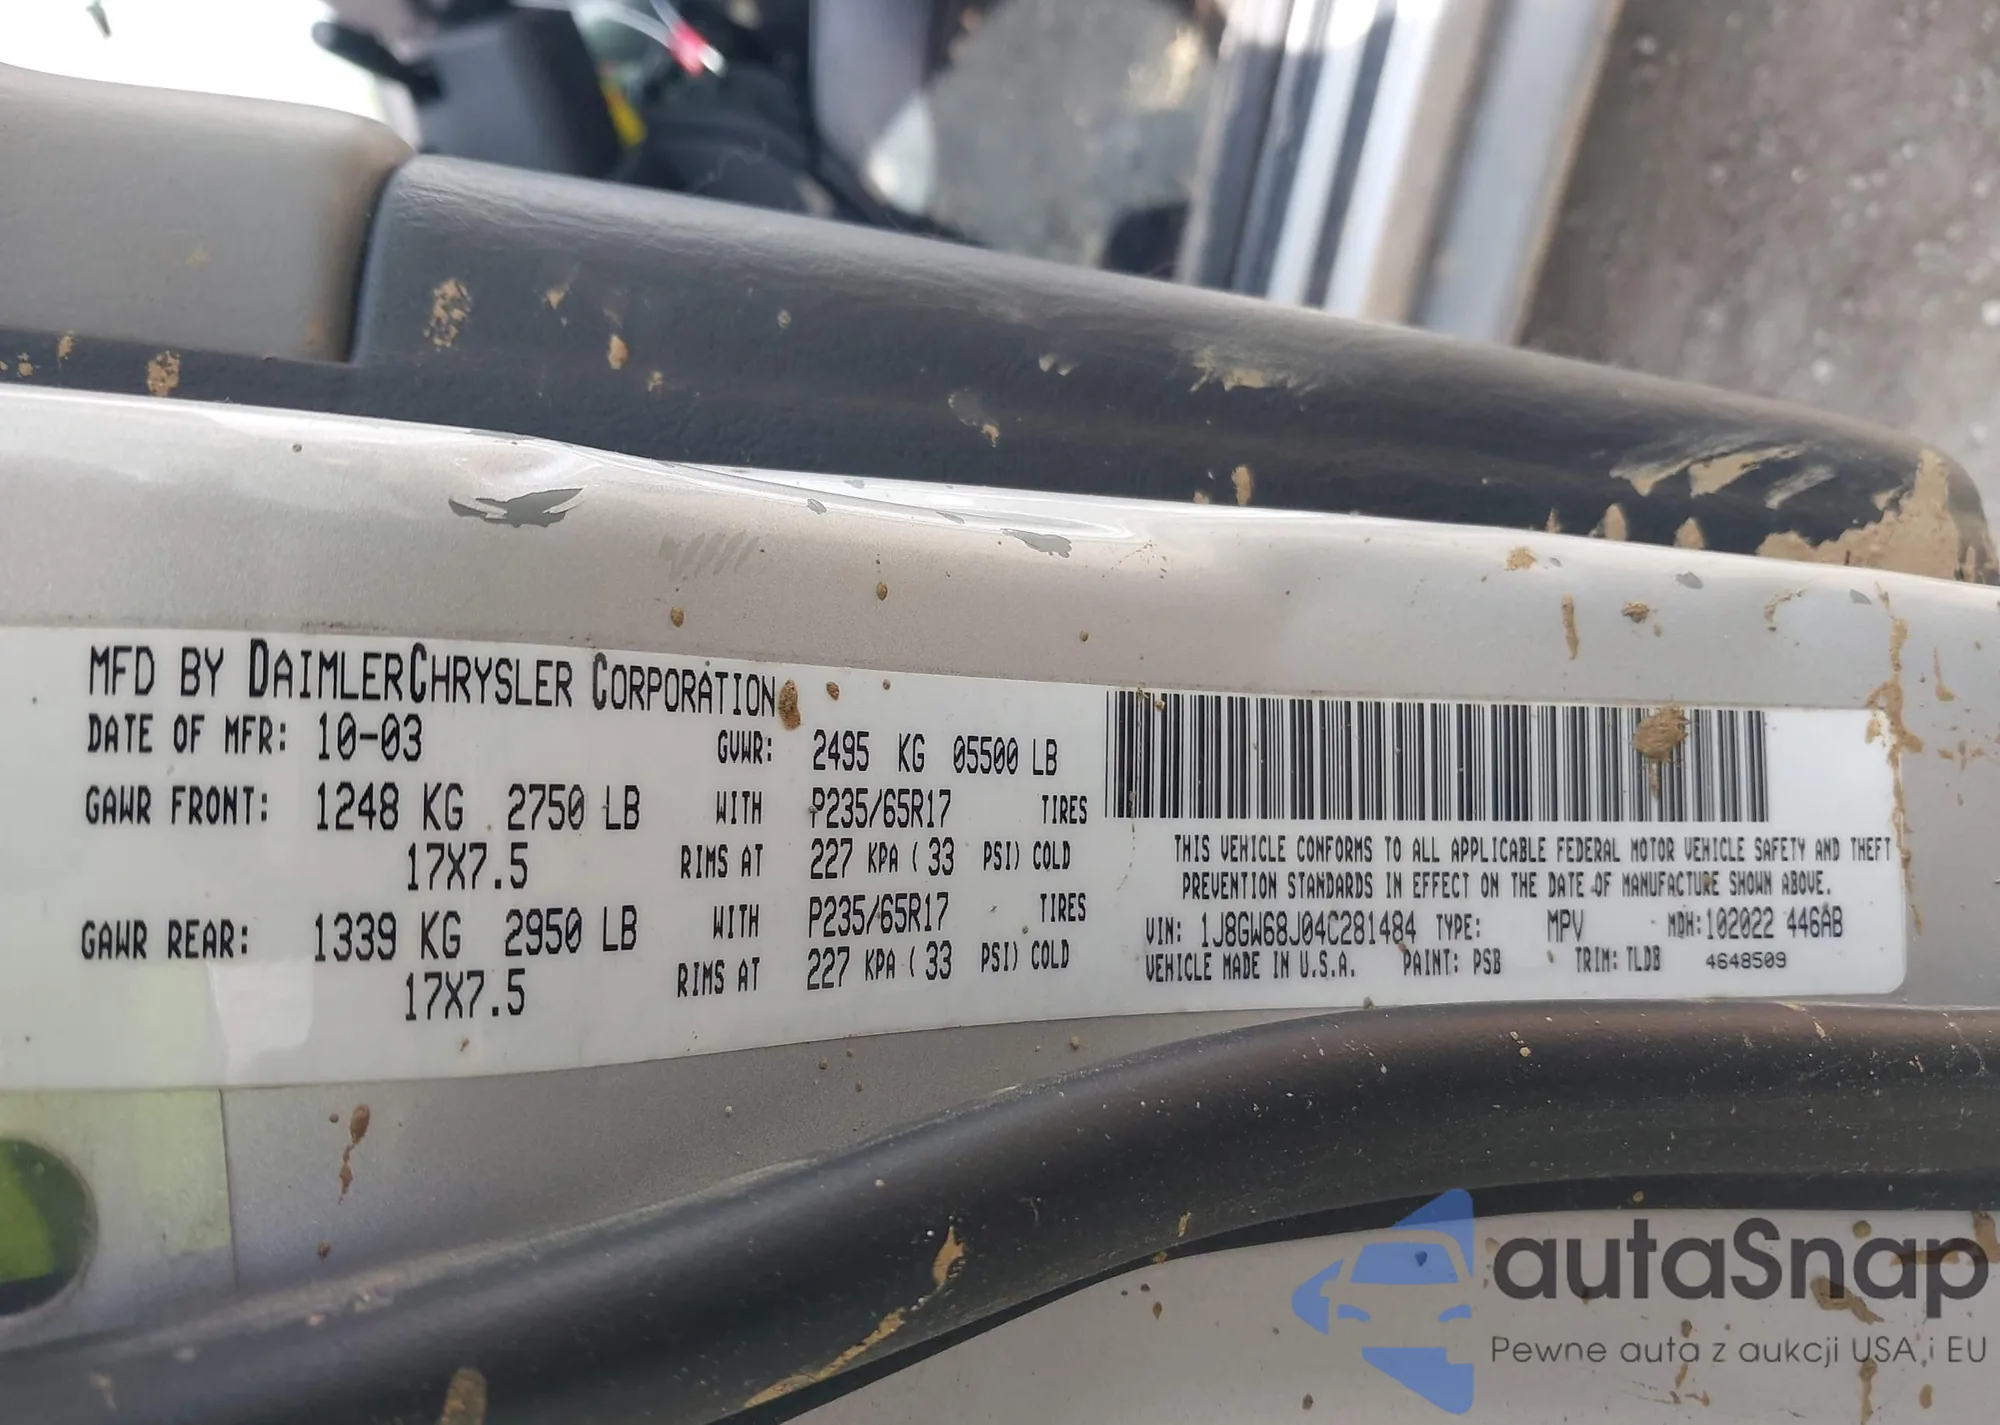 MFD BY DAIMLERCHRYSLER CORPORATION
DATE OF MFR: 10-03 GVWR: 2495 KG 05500 LB
GAWR FRONT: 1248 KG 2750 LB WITH P235/65R17 TIRES
17X7.5 RIMS AT 227 KPA ( 33 PSI) COLD
GAWR REAR: 1339 KG 2950 LB WITH P235/65R17 TIRES
17X7.5 RIMS AT 227 KPA ( 33 PSI) COLD
THIS VEHICLE CONFORMS TO ALL APPLICABLE FEDERAL MOTOR VEHICLE SAFETY AND THEFT
PREVENTION STANDARDS IN EFFECT ON THE DATE OF MANUFACTURE SHOWN ABOVE.
VIN: 1J8GW68J04C281484 TYPE: MPV MDH: 102022 446AB
VEHICLE MADE IN U.S.A. PAINT: PSB TRIM: TLDB 4648509
autaSnap
Pewne auta z aukcji USA i EU